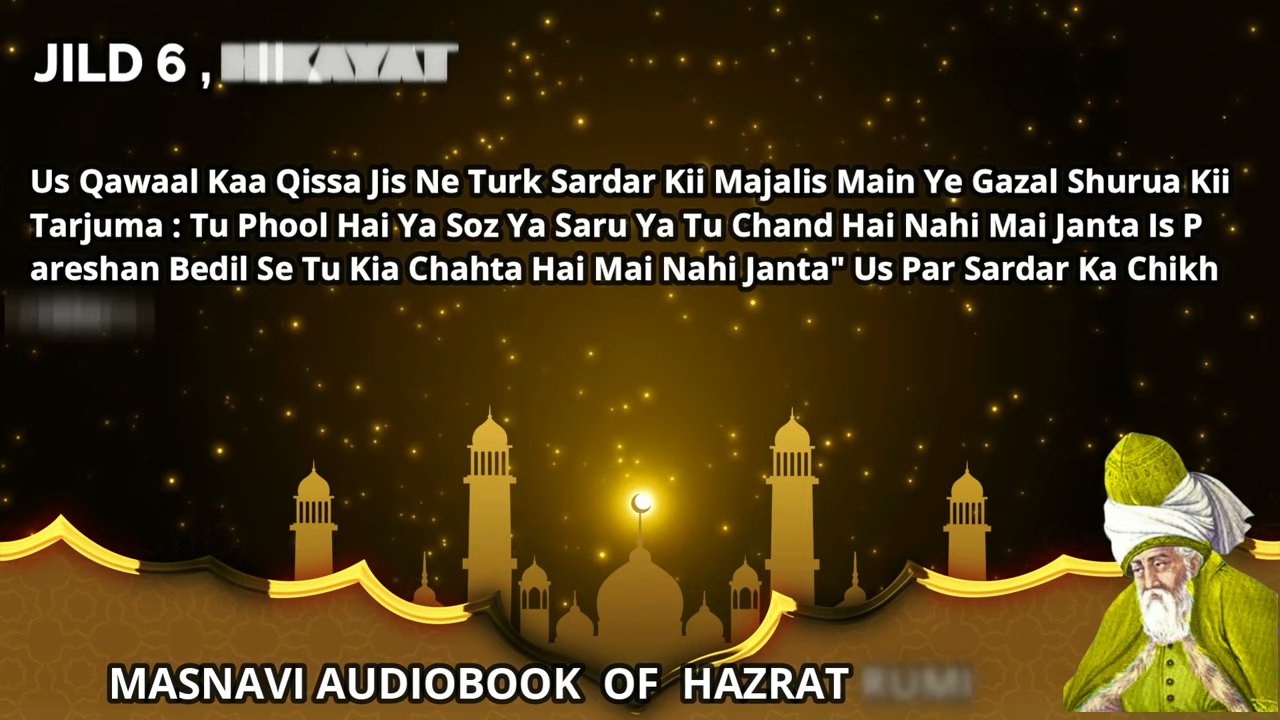 JILD 6 , HIKAYAT
Us Qawaal Kaa Qissa Jis Ne Turk Sardar Kii Majalis Main Ye Gazal Shurua Kii
Tarjuma : Tu Phool Hai Ya Soz Ya Saru Ya Tu Chand Hai Nahi Mai Janta Is P
areshan Bedil Se Tu Kia Chahta Hai Mai Nahi Janta" Us Par Sardar Ka Chikh
MASNAVI AUDIOBOOK OF HAZRAT RUMI